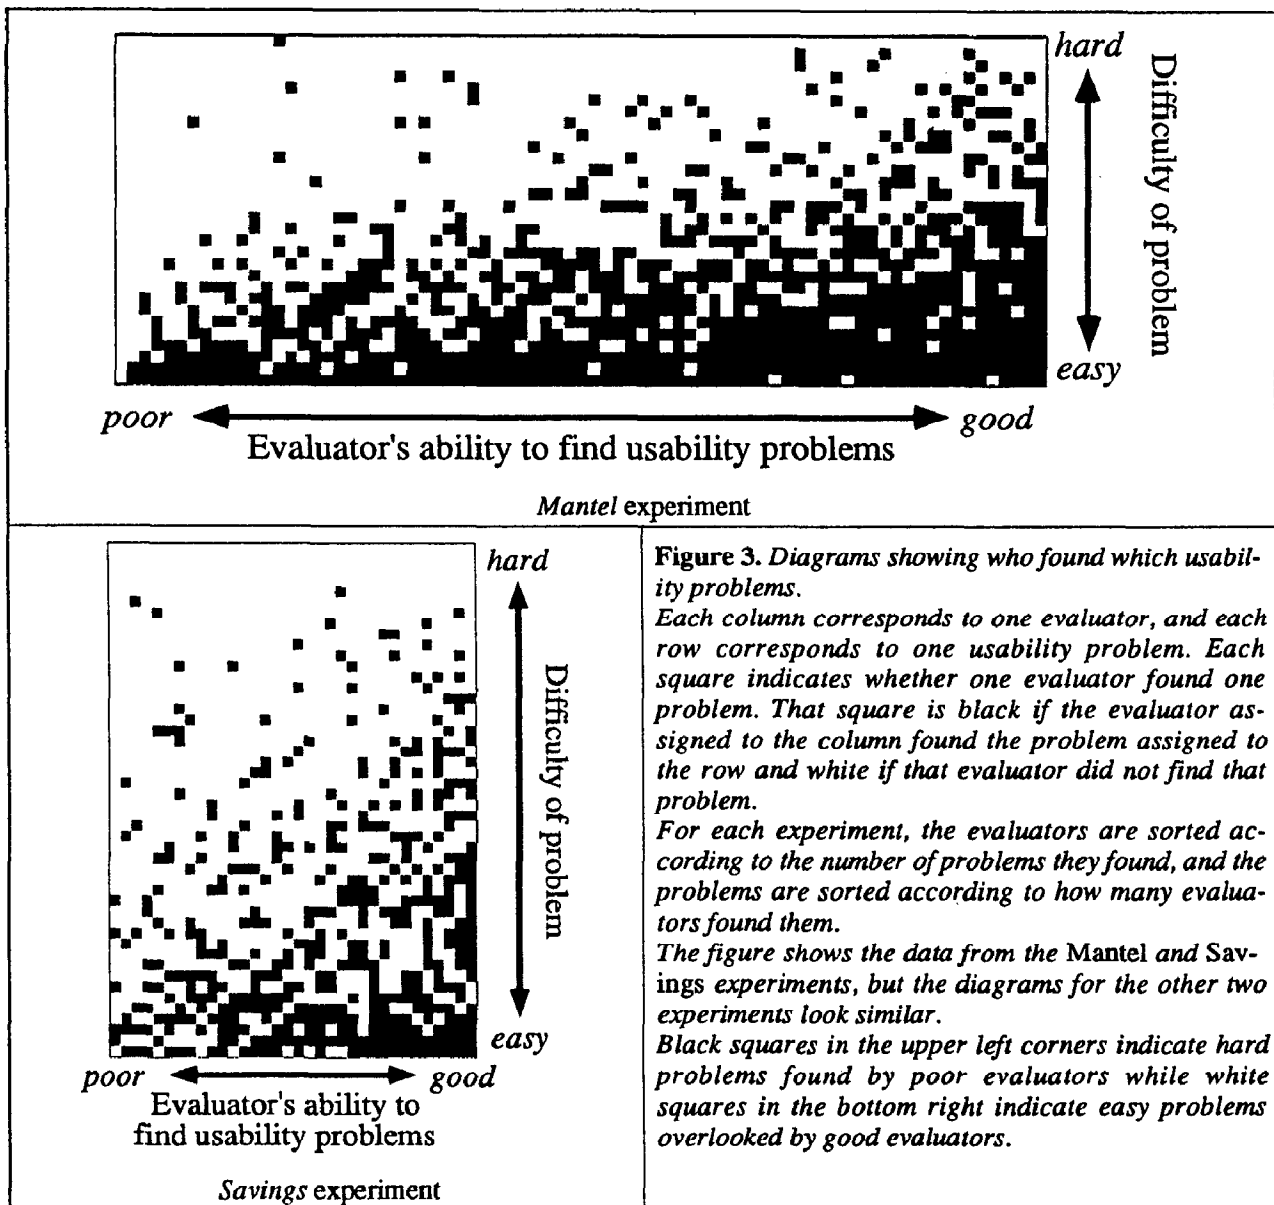 hard
Difficulty of problem
easy
poor
good
Evaluator's ability to find usability problems
Mantel experiment
hard
Difficulty of problem
easy
poor
good
Evaluator's ability to
find usability problems
Savings experiment
Figure 3. Diagrams showing who found which usabil-
ity problems.
Each column corresponds to one evaluator, and each
row corresponds to one usability problem. Each
square indicates whether one evaluator found one
problem. That square is black if the evaluator as-
signed to the column found the problem assigned to
the row and white if that evaluator did not find that
problem.
For each experiment, the evaluators are sorted ac-
cording to the number of problems they found, and the
problems are sorted according to how many evalua-
tors found them.
The figure shows the data from the Mantel and Sav-
ings experiments, but the diagrams for the other two
experiments look similar.
Black squares in the upper left corners indicate hard
problems found by poor evaluators while white
squares in the bottom right indicate easy problems
overlooked by good evaluators.